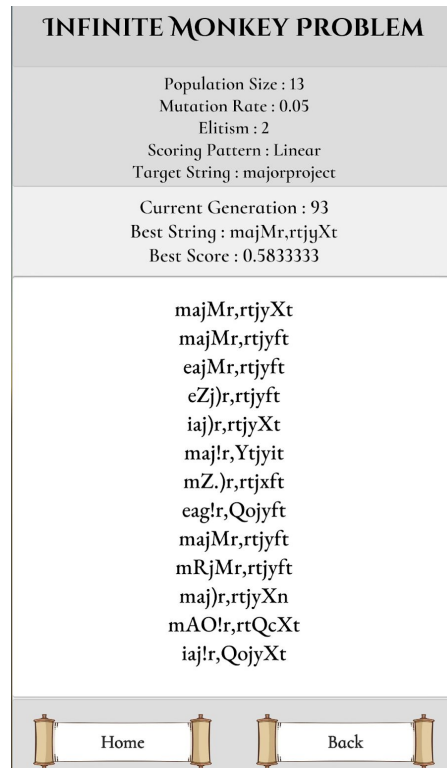 INFINITE MONKEY PROBLEM
Population Size : 13
Mutation Rate : 0.05
Elitism : 2
Scoring Pattern : Linear
Target String : majorproject
Current Generation : 93
Best String : majMr,rtjyXt
Best Score : 0.5833333
majMr,rtjyXt
majMr,rtjyft
eajMr,rtjyft
eZj)r,rtjyft
iaj)r,rtjyXt
maj!r,Ytjyit
mZ.)r,rtjxft
eag!r,Qojyft
majMr,rtjyft
mRjMr,rtjyft
maj)r,rtjyXn
mAO!r,rtQcXt
iaj!r,QojyXt
Home Back